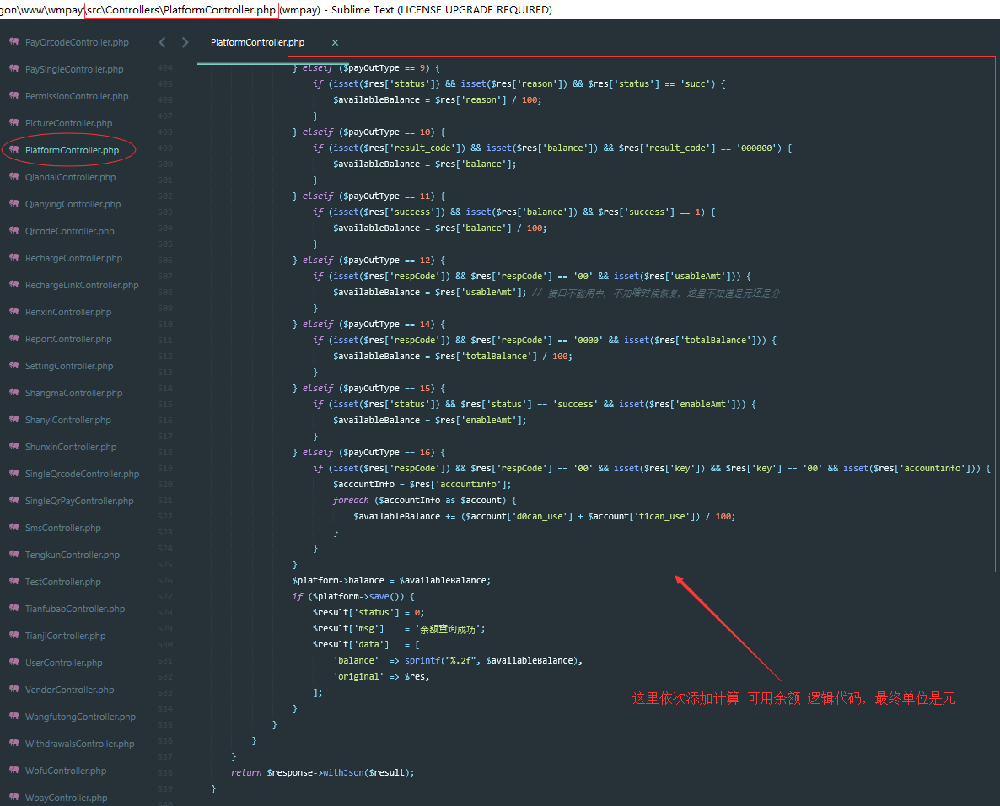 gon\www\wmpay\src\Controllers\PlatformController.php (wmpay) - Sublime Text (LICENSE UPGRADE REQUIRED)
PayQrcodeController.php
PaySingleController.php
PermissionController.php
PictureController.php
PlatformController.php
QiandaiController.php
QianyingController.php
QrcodeController.php
RechargeController.php
RechargeLinkController.php
RenxinController.php
ReportController.php
SettingController.php
ShangmaController.php
ShanyiController.php
ShunxinController.php
SingleQrcodeController.php
SingleQrPayController.php
SmsController.php
TengkunController.php
TestController.php
TianfubaoController.php
TianjiController.php
UserController.php
VendorController.php
WangfutongController.php
WithdrawalsController.php
WofuController.php
WpayController.php
PlatformController.php ×
494 } elseif ($payOutType == 9) {
495 if (isset($res['status']) && isset($res['reason']) && $res['status'] == 'succ') {
496 $availableBalance = $res['reason'] / 100;
497 }
498 } elseif ($payOutType == 10) {
499 if (isset($res['result_code']) && isset($res['balance']) && $res['result_code'] == '000000') {
500 $availableBalance = $res['balance'];
501 }
502 } elseif ($payOutType == 11) {
503 if (isset($res['success']) && isset($res['balance']) && $res['success'] == 1) {
504 $availableBalance = $res['balance'] / 100;
505 }
506 } elseif ($payOutType == 12) {
507 if (isset($res['respCode']) && $res['respCode'] == '00' && isset($res['usableAmt'])) {
508 $availableBalance = $res['usableAmt']; // 接口不能用中，不知啥时候恢复，这里不知道是元还是分
509 }
510 } elseif ($payOutType == 14) {
511 if (isset($res['respCode']) && $res['respCode'] == '0000' && isset($res['totalBalance'])) {
512 $availableBalance = $res['totalBalance'] / 100;
513 }
514 } elseif ($payOutType == 15) {
515 if (isset($res['status']) && $res['status'] == 'success' && isset($res['enableAmt'])) {
516 $availableBalance = $res['enableAmt'];
517 }
518 } elseif ($payOutType == 16) {
519 if (isset($res['respCode']) && $res['respCode'] == '00' && isset($res['key']) && $res['key'] == '00' && isset($res['accountinfo'])) {
520 $accountInfo = $res['accountinfo'];
521 foreach ($accountInfo as $account) {
522 $availableBalance += ($account['d0can_use'] + $account['t1can_use']) / 100;
523 }
524 }
525 }
526 $platform->balance = $availableBalance;
527 if ($platform->save()) {
528 $result['status'] = 0;
529 $result['msg'] = '余额查询成功';
530 $result['data'] = [
531 'balance' => sprintf("%.2f", $availableBalance),
532 'original' => $res,
533 ];
534 }
535 }
536 }
537 }
538 return $response->withJson($result);
539 }
这里依次添加计算 可用余额 逻辑代码，最终单位是元